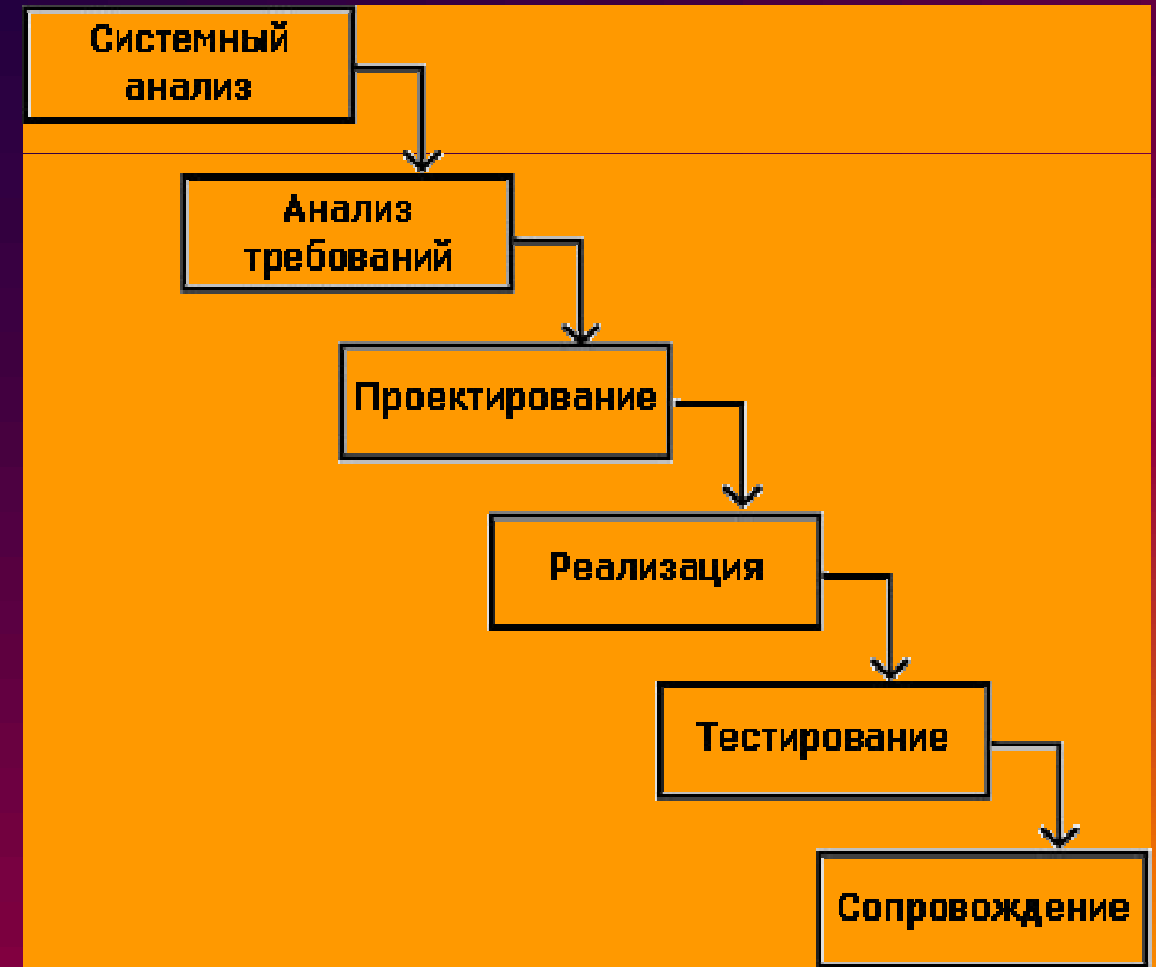 Системный
анализ
Анализ
требований
Проектирование
Реализация
Тестирование
Сопровождение